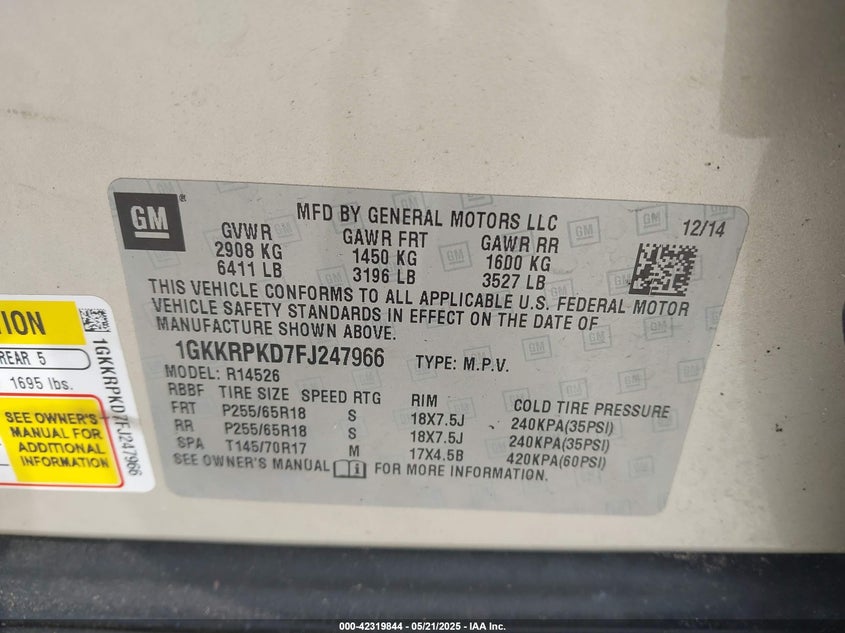 GM
®
MFD BY GENERAL MOTORS LLC
12/14
GVWR GAWR FRT GAWR RR
2908 KG 1450 KG 1600 KG
6411 LB 3196 LB 3527 LB
THIS VEHICLE CONFORMS TO ALL APPLICABLE U.S. FEDERAL MOTOR
VEHICLE SAFETY STANDARDS IN EFFECT ON THE DATE OF
MANUFACTURE SHOWN ABOVE.
1GKKRPKD7FJ247966 TYPE: M.P.V.
MODEL: R14526
RBBF TIRE SIZE SPEED RTG RIM COLD TIRE PRESSURE
FRT P255/65R18 S 18X7.5J 240KPA(35PSI)
RR P255/65R18 S 18X7.5J 240KPA(35PSI)
SPA T145/70R17 M 17X4.5B 420KPA(60PSI)
SEE OWNER'S MANUAL i FOR MORE INFORMATION.
REAR 5
1695 lbs.
SEE OWNER'S
MANUAL FOR
ADDITIONAL
INFORMATION
1GKKRPKD7FJ247966
000-42319844 - 05/21/2025 - IAA Inc.